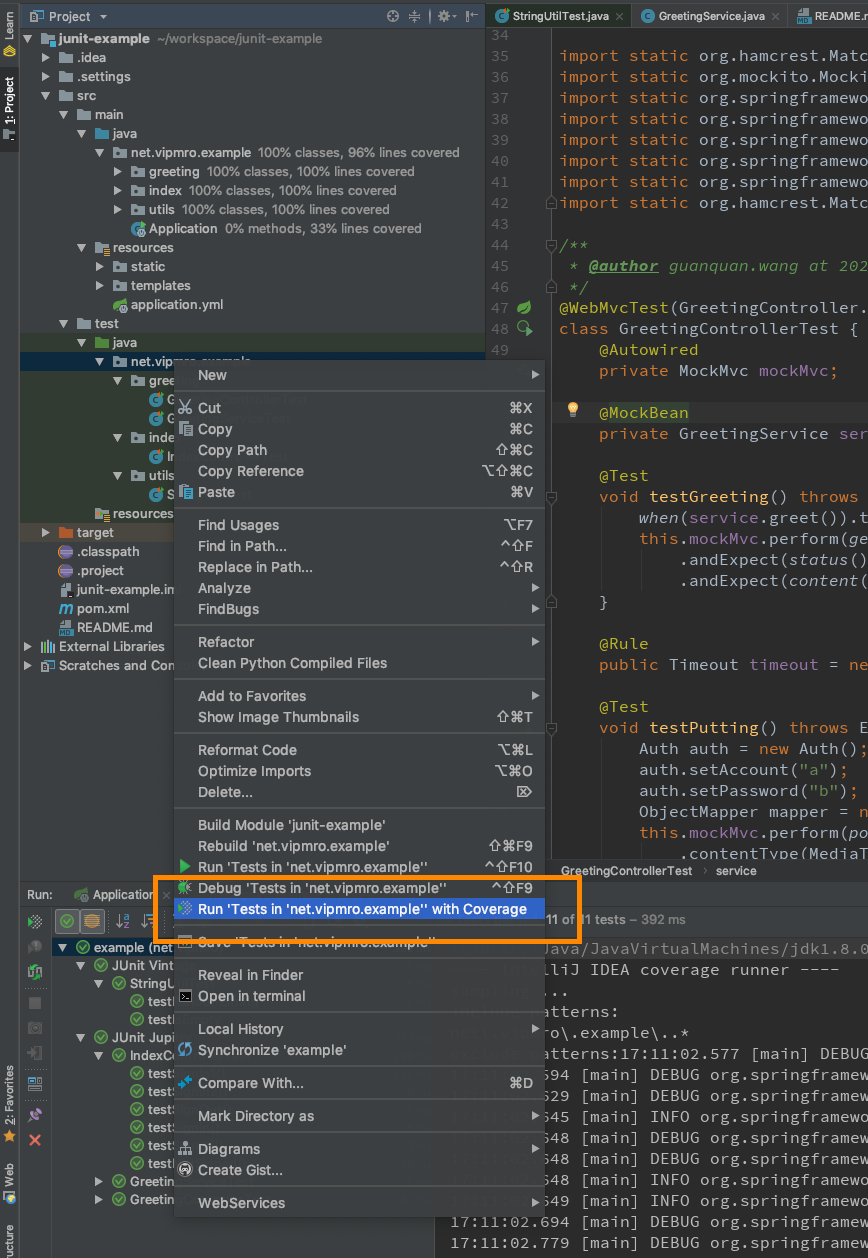 Project
StringUtilTest.java
GreetingService.java
README.m
Learn
1: Project
2: Favorites
Web
ructure
junit-example ~/workspace/junit-example
.idea
.settings
src
main
java
net.vipmro.example 100% classes, 96% lines covered
greeting 100% classes, 100% lines covered
index 100% classes, 100% lines covered
utils 100% classes, 100% lines covered
Application 0% methods, 33% lines covered
resources
static
templates
application.yml
test
java
net.vipmro.example
gree
G
G
inde
I
utils
S
resources
target
.classpath
.project
junit-example.im
pom.xml
README.md
External Libraries
Scratches and Con
34
35 import static org.hamcrest.Matc
36 import static org.mockito.Mocki
37 import static org.springframewo
38 import static org.springframewo
39 import static org.springframewo
40 import static org.springframewo
41 import static org.springframewo
42 import static org.hamcrest.Matc
43
44 /**
45 * @author guanquan.wang at 202
46 */
47 @WebMvcTest(GreetingController.
48 class GreetingControllerTest {
49 @Autowired
private MockMvc mockMvc;
@MockBean
private GreetingService ser
@Test
void testGreeting() throws
when(service.greet()).t
this.mockMvc.perform(ge
.andExpect(status()
.andExpect(content(
}
@Rule
public Timeout timeout = ne
@Test
void testPutting() throws E
Auth auth = new Auth();
auth.setAccount("a");
auth.setPassword("b");
ObjectMapper mapper = n
this.mockMvc.perform(po
.contentType(MediaT
GreetingControllerTest › service
New
Cut ⌘X
Copy ⌘C
Copy Path ⇧⌘C
Copy Reference ⌥⇧⌘C
Paste ⌘V
Find Usages ⌥F7
Find in Path... ^⇧F
Replace in Path... ^⇧R
Analyze
FindBugs
Refactor
Clean Python Compiled Files
Add to Favorites
Show Image Thumbnails ⇧⌘T
Reformat Code ⌥⌘L
Optimize Imports ⌥⌘O
Delete... ⌦
Build Module 'junit-example'
Rebuild 'net.vipmro.example' ⇧⌘F9
Run 'Tests in 'net.vipmro.example'' ^⇧F10
Debug 'Tests in 'net.vipmro.example'' ^⇧F9
Run 'Tests in 'net.vipmro.example'' with Coverage
Save 'Tests in 'net.vipmro.example''
Reveal in Finder
Open in terminal
Local History
Synchronize 'example'
Compare With... ⌘D
Mark Directory as
Diagrams
Create Gist...
WebServices
Run: Application
example (net
JUnit Vint
StringU
test
test
JUnit Jupi
IndexCo
test
test
test
test
test
test
Greetin
Greetin
11 of 11 tests – 392 ms
Java/JavaVirtualMachines/jdk1.8.0
lliJ IDEA coverage runner ----
...
atterns:
ro\.example\..*
atterns:17:11:02.577 [main] DEBUG
594 [main] DEBUG org.springframew
629 [main] DEBUG org.springframew
645 [main] INFO org.springframewo
648 [main] DEBUG org.springframew
648 [main] DEBUG org.springframew
648 [main] INFO org.springframewo
649 [main] INFO org.springframewo
17:11:02.694 [main] DEBUG org.springframew
17:11:02.779 [main] DEBUG org.springframew